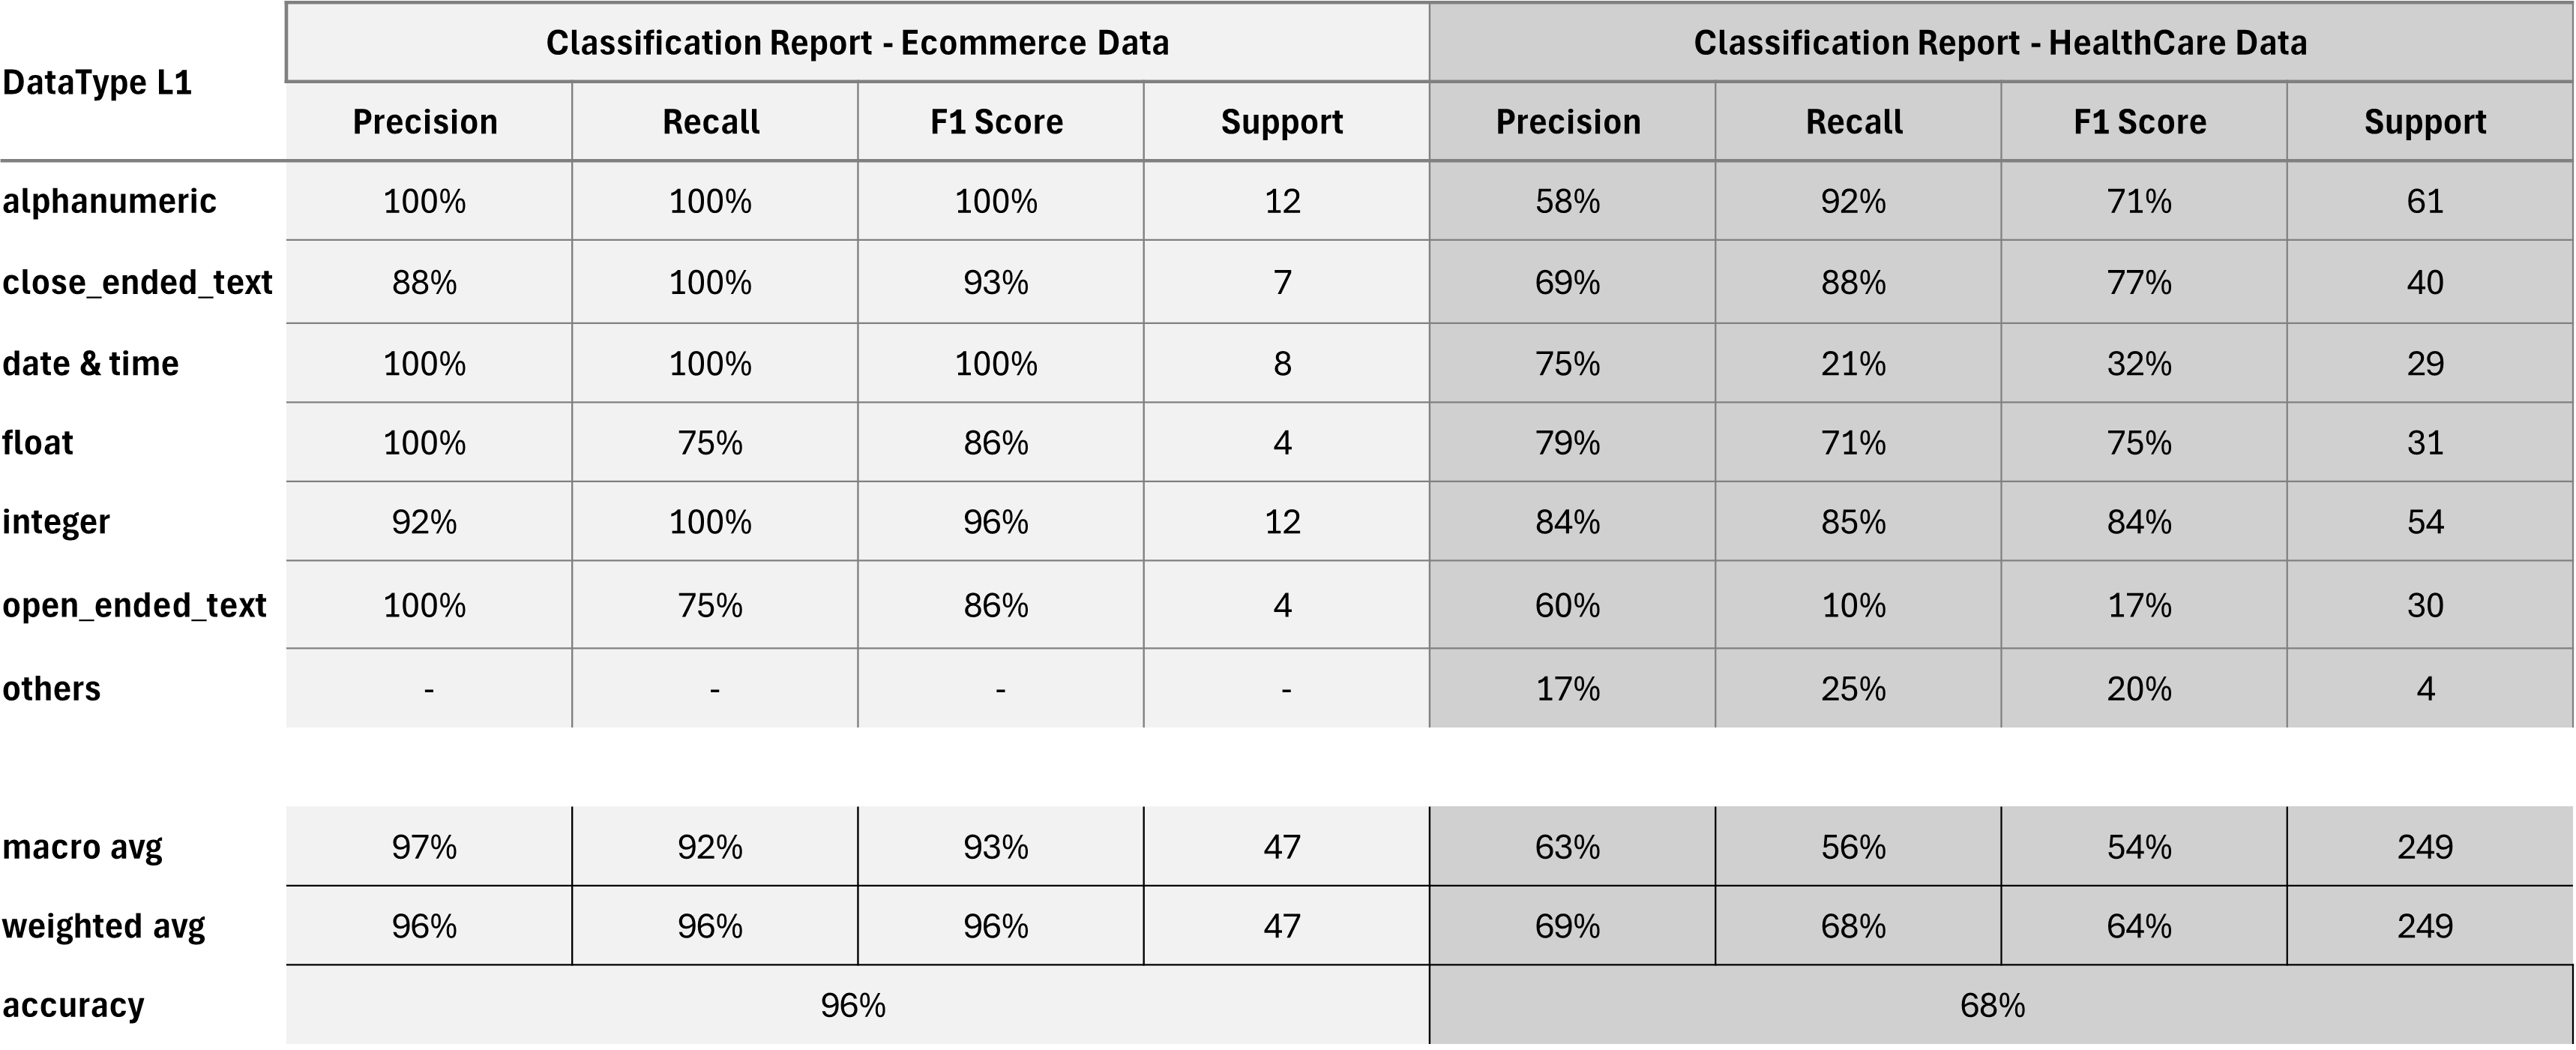 Classification Report - Ecommerce Data Classification Report - HealthCare Data
DataType L1
Precision Recall F1 Score Support Precision Recall F1 Score Support
alphanumeric 100% 100% 100% 12 58% 92% 71% 61
close_ended_text 88% 100% 93% 7 69% 88% 77% 40
date & time 100% 100% 100% 8 75% 21% 32% 29
float 100% 75% 86% 4 79% 71% 75% 31
integer 92% 100% 96% 12 84% 85% 84% 54
open_ended_text 100% 75% 86% 4 60% 10% 17% 30
others - - - - 17% 25% 20% 4
macro avg 97% 92% 93% 47 63% 56% 54% 249
weighted avg 96% 96% 96% 47 69% 68% 64% 249
accuracy 96% 68%